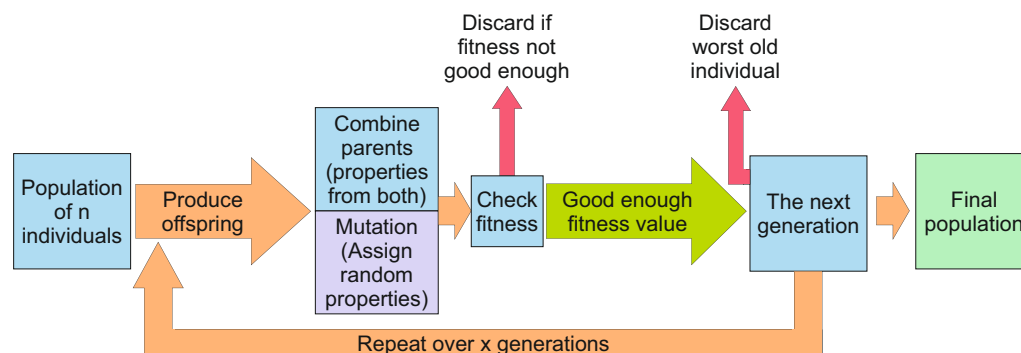 Discard if
fitness not
good enough
Discard
worst old
individual
Population
of n
individuals
Produce
offspring
Combine
parents
(properties
from both)
Mutation
(Assign
random
properties)
Check
fitness
Good enough
fitness value
The next
generation
Final
population
Repeat over x generations